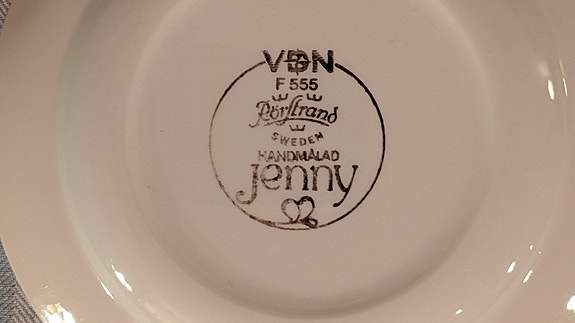 VDN
F 555
Rörstrand
SWEDEN
HANDMÅLAD
jenny